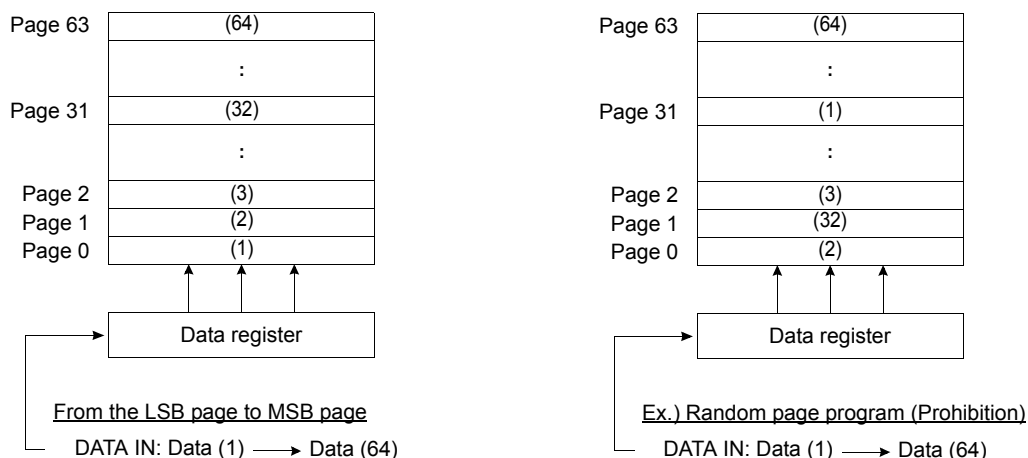 Page 63
(64)
:
Page 31
(32)
:
Page 2
(3)
Page 1
(2)
Page 0
(1)
Data register
From the LSB page to MSB page
DATA IN: Data (1) Data (64)
Page 63
(64)
:
Page 31
(1)
:
Page 2
(3)
Page 1
(32)
Page 0
(2)
Data register
Ex.) Random page program (Prohibition)
DATA IN: Data (1) Data (64)